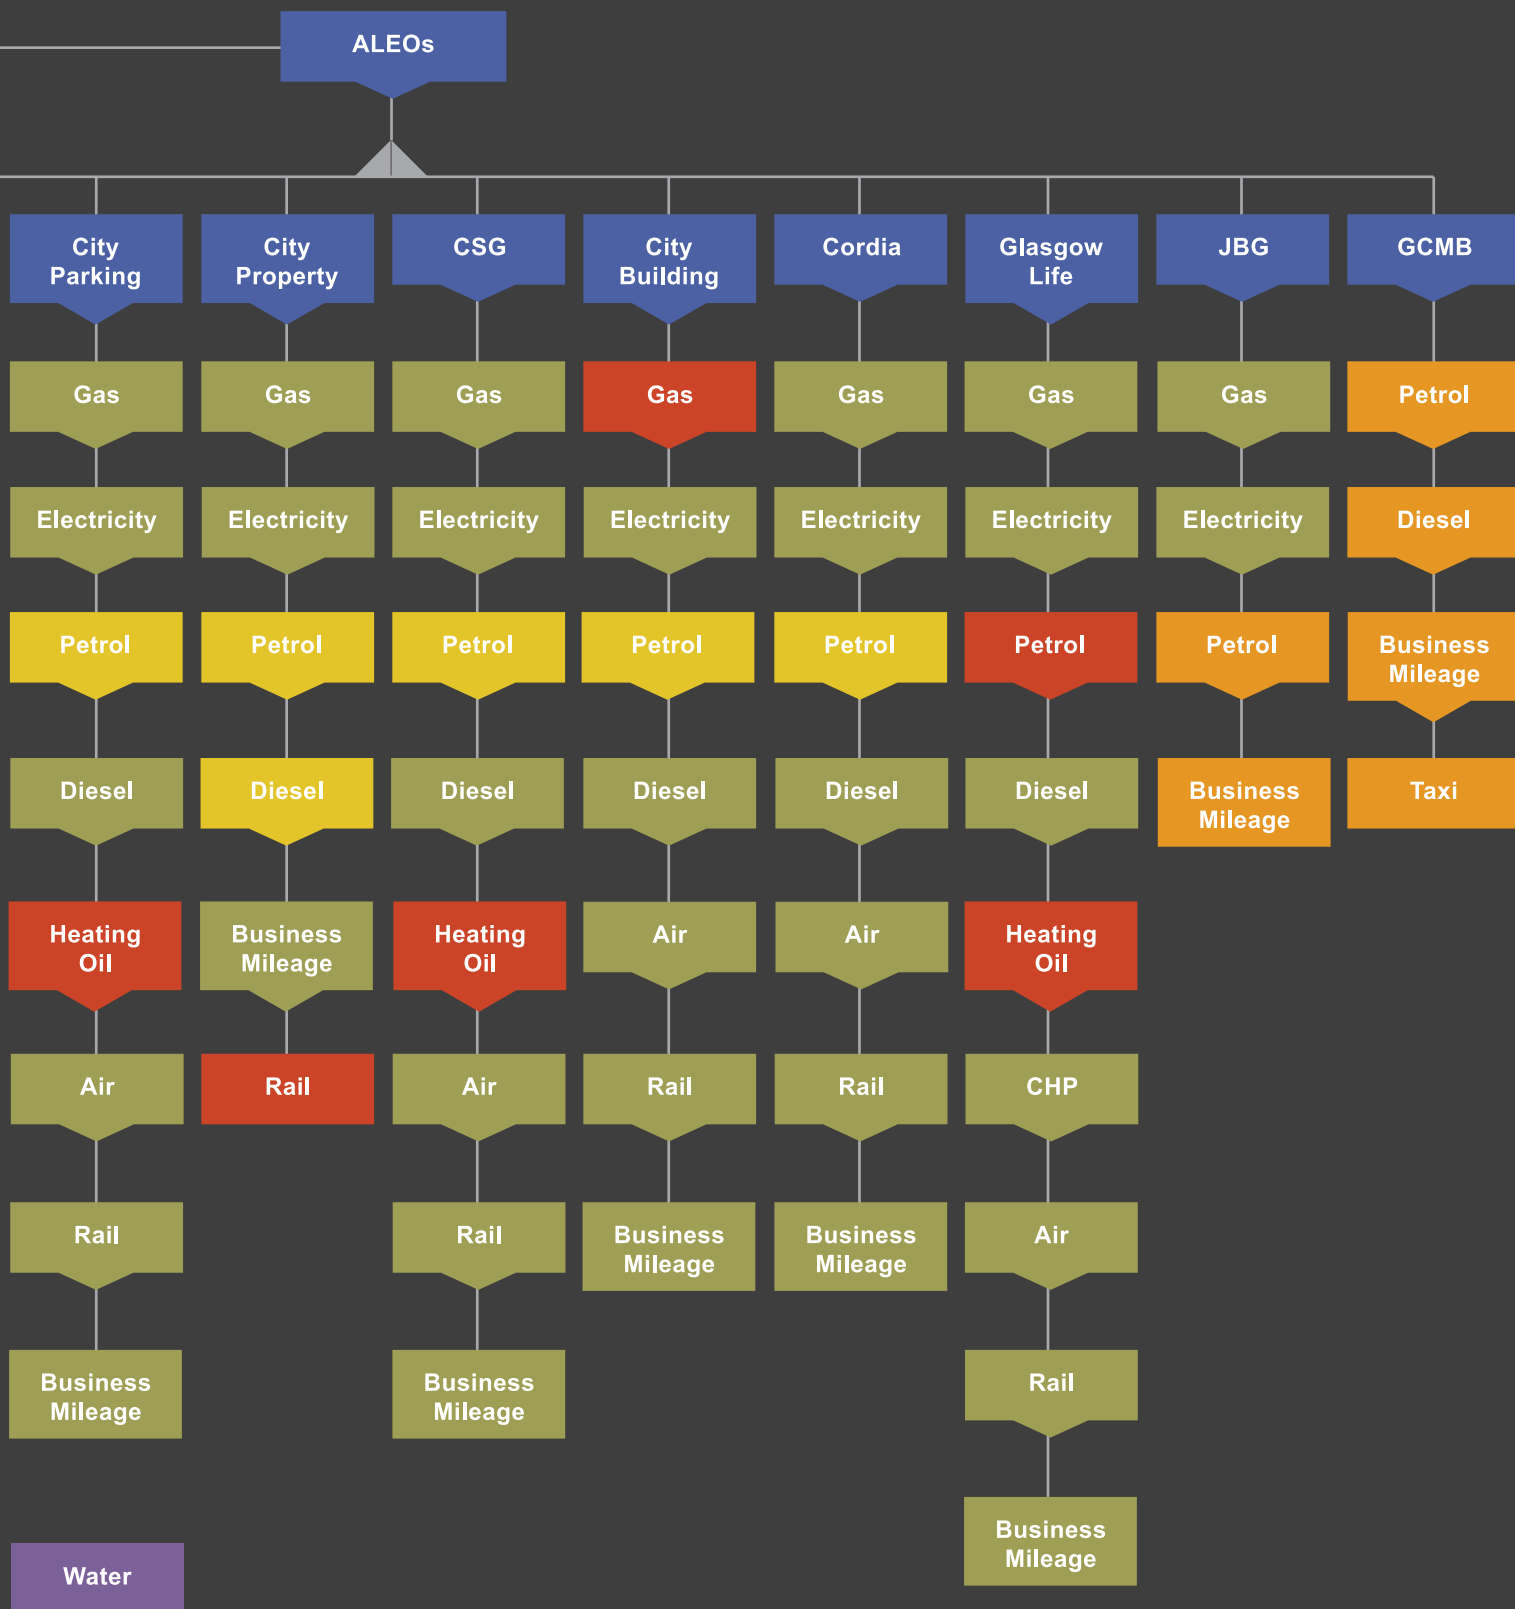 ALEOs
City
Parking
City
Property
CSG
City
Building
Cordia
Glasgow
Life
JBG
GCMB
Gas
Gas
Gas
Gas
Gas
Gas
Gas
Petrol
Electricity
Electricity
Electricity
Electricity
Electricity
Electricity
Electricity
Diesel
Petrol
Petrol
Petrol
Petrol
Petrol
Petrol
Petrol
Business
Mileage
Diesel
Diesel
Diesel
Diesel
Diesel
Diesel
Business
Mileage
Taxi
Heating
Oil
Business
Mileage
Heating
Oil
Air
Air
Heating
Oil
Air
Rail
Air
Rail
Rail
CHP
Rail
Rail
Business
Mileage
Business
Mileage
Air
Business
Mileage
Business
Mileage
Rail
Business
Mileage
Water